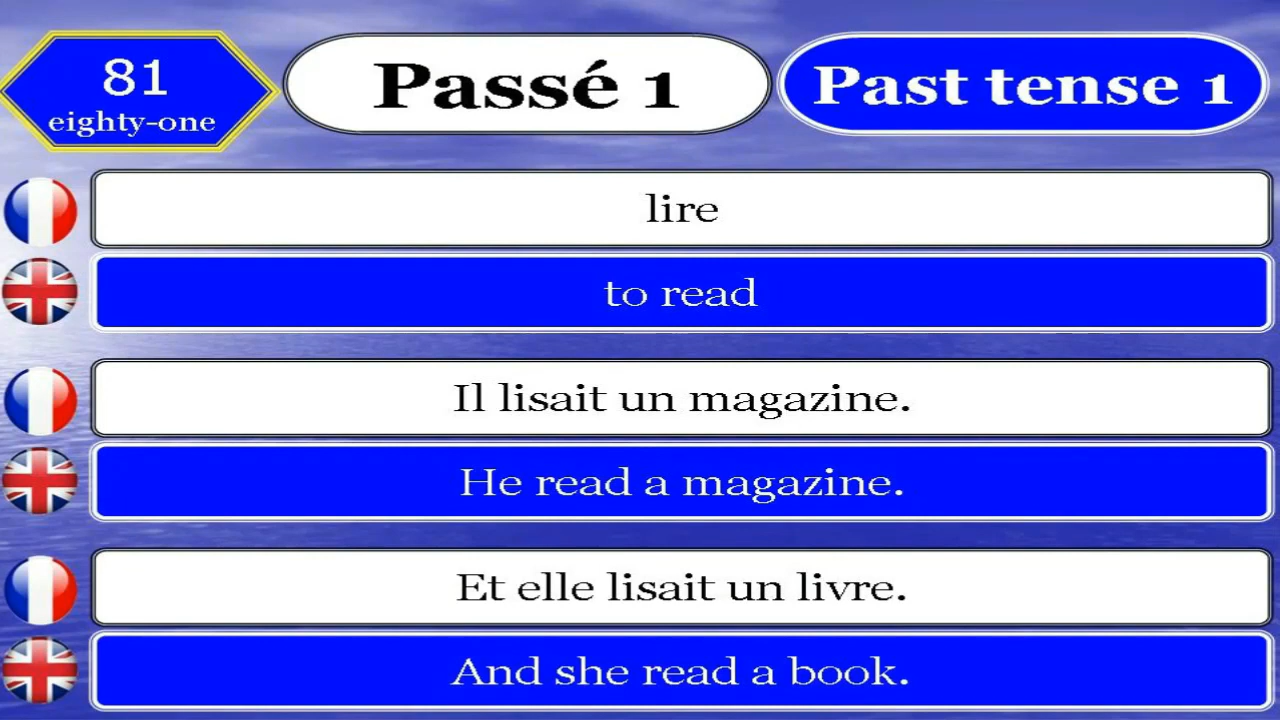 81
eighty-one
Passé 1
Past tense 1
lire
to read
Il lisait un magazine.
He read a magazine.
Et elle lisait un livre.
And she read a book.